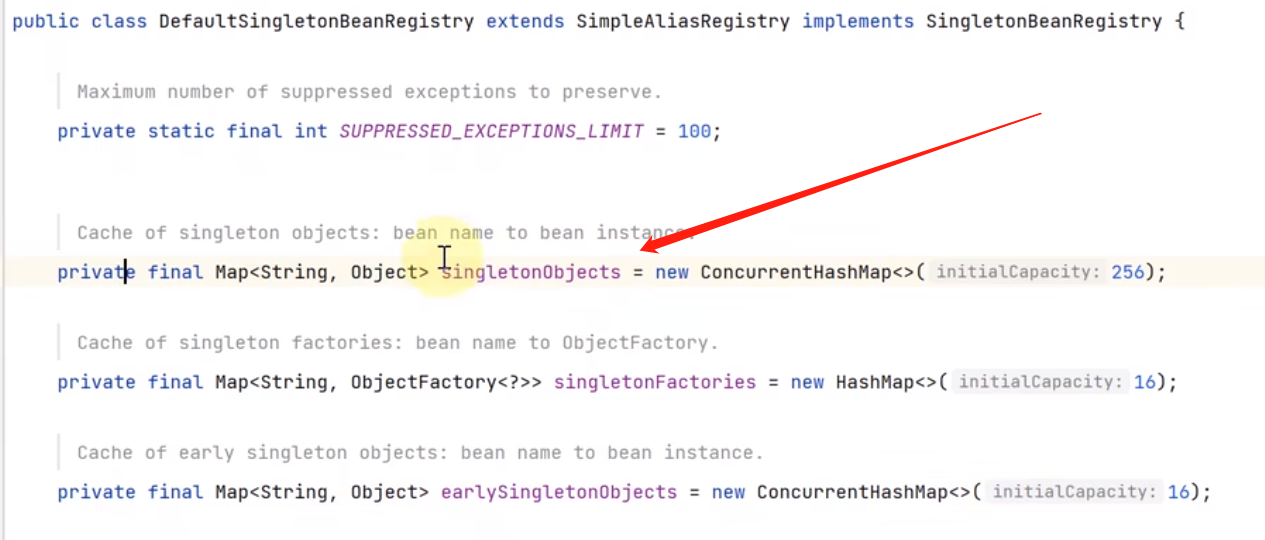 public class DefaultSingletonBeanRegistry extends SimpleAliasRegistry implements SingletonBeanRegistry {
Maximum number of suppressed exceptions to preserve.
private static final int SUPPRESSED_EXCEPTIONS_LIMIT = 100;
Cache of singleton objects: bean name to bean instance.
private final Map<String, Object> singletonObjects = new ConcurrentHashMap<>( initialCapacity: 256);
Cache of singleton factories: bean name to ObjectFactory.
private final Map<String, ObjectFactory<?>> singletonFactories = new HashMap<>( initialCapacity: 16);
Cache of early singleton objects: bean name to bean instance.
private final Map<String, Object> earlySingletonObjects = new ConcurrentHashMap<>( initialCapacity: 16);